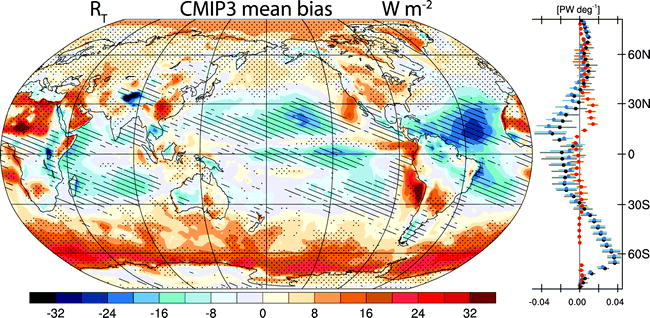 R_T CMIP3 mean bias W m⁻²
[PW deg⁻¹]
60N
30N
0
30S
60S
-0.04 0.00 0.04
-32 -24 -16 -8 0 8 16 24 32